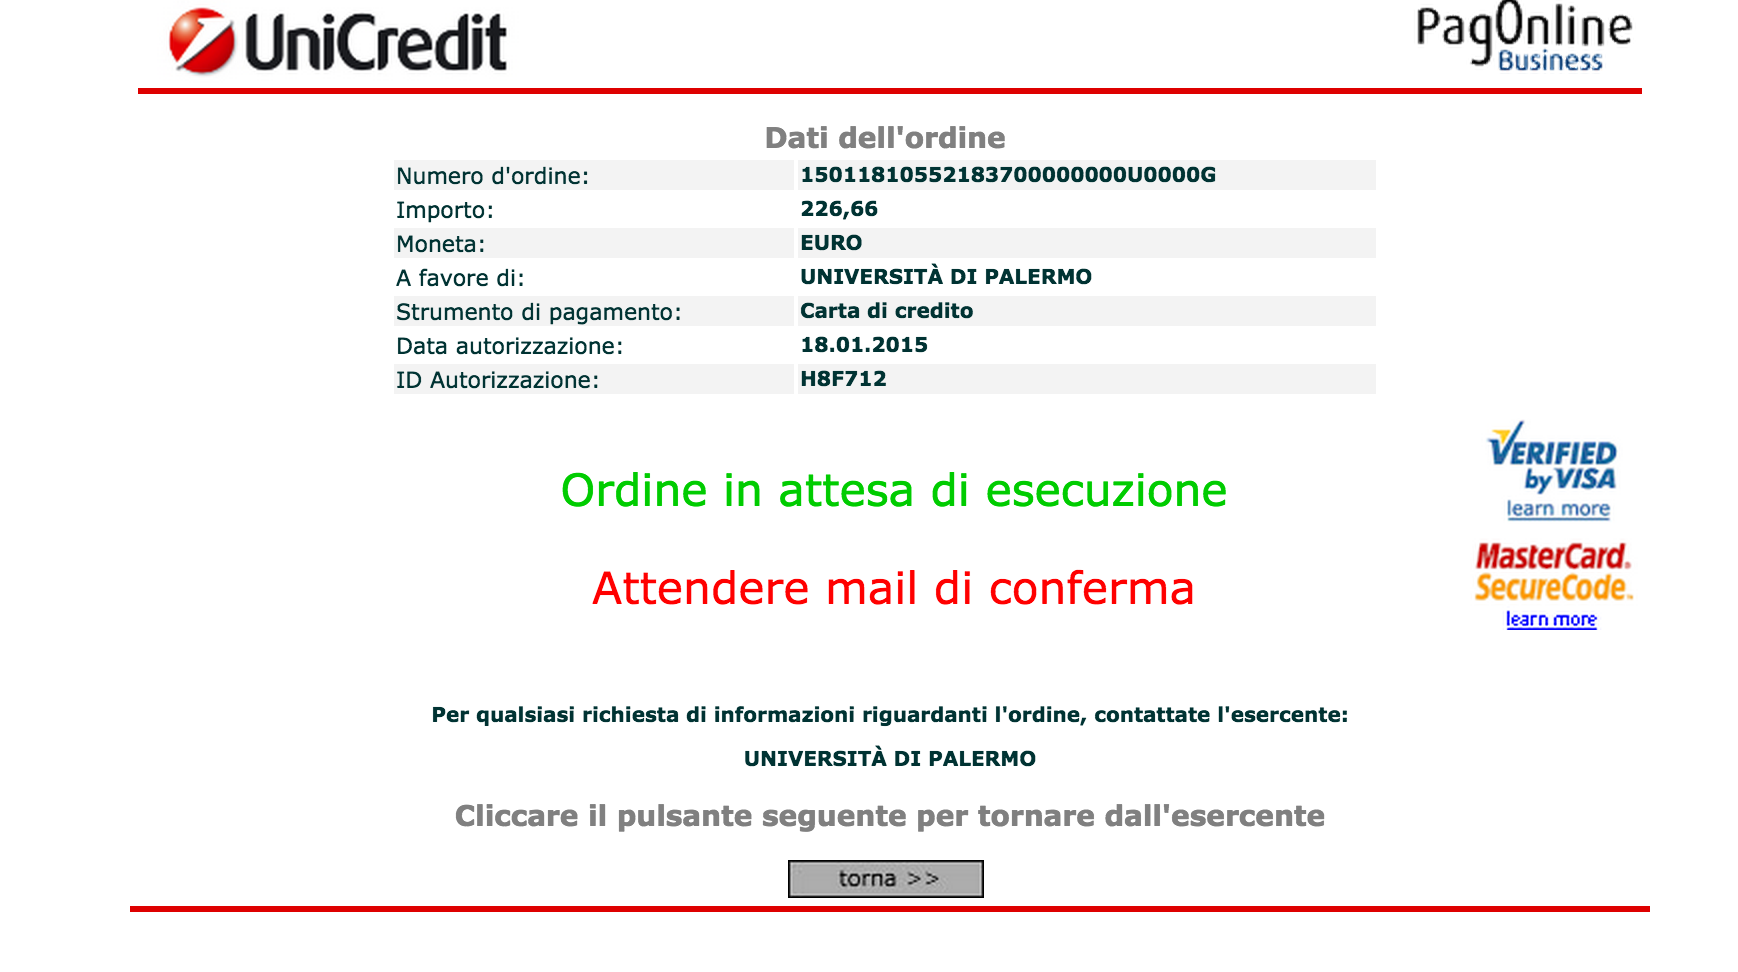 UniCredit
PagOnline
Business
Dati dell'ordine
Numero d'ordine: 15011810552183700000000U0000G
Importo: 226,66
Moneta: EURO
A favore di: UNIVERSITÀ DI PALERMO
Strumento di pagamento: Carta di credito
Data autorizzazione: 18.01.2015
ID Autorizzazione: H8F712
Ordine in attesa di esecuzione
Attendere mail di conferma
VERIFIED
by VISA
learn more
MasterCard.
SecureCode™
learn more
Per qualsiasi richiesta di informazioni riguardanti l'ordine, contattate l'esercente:
UNIVERSITÀ DI PALERMO
Cliccare il pulsante seguente per tornare dall'esercente
torna >>